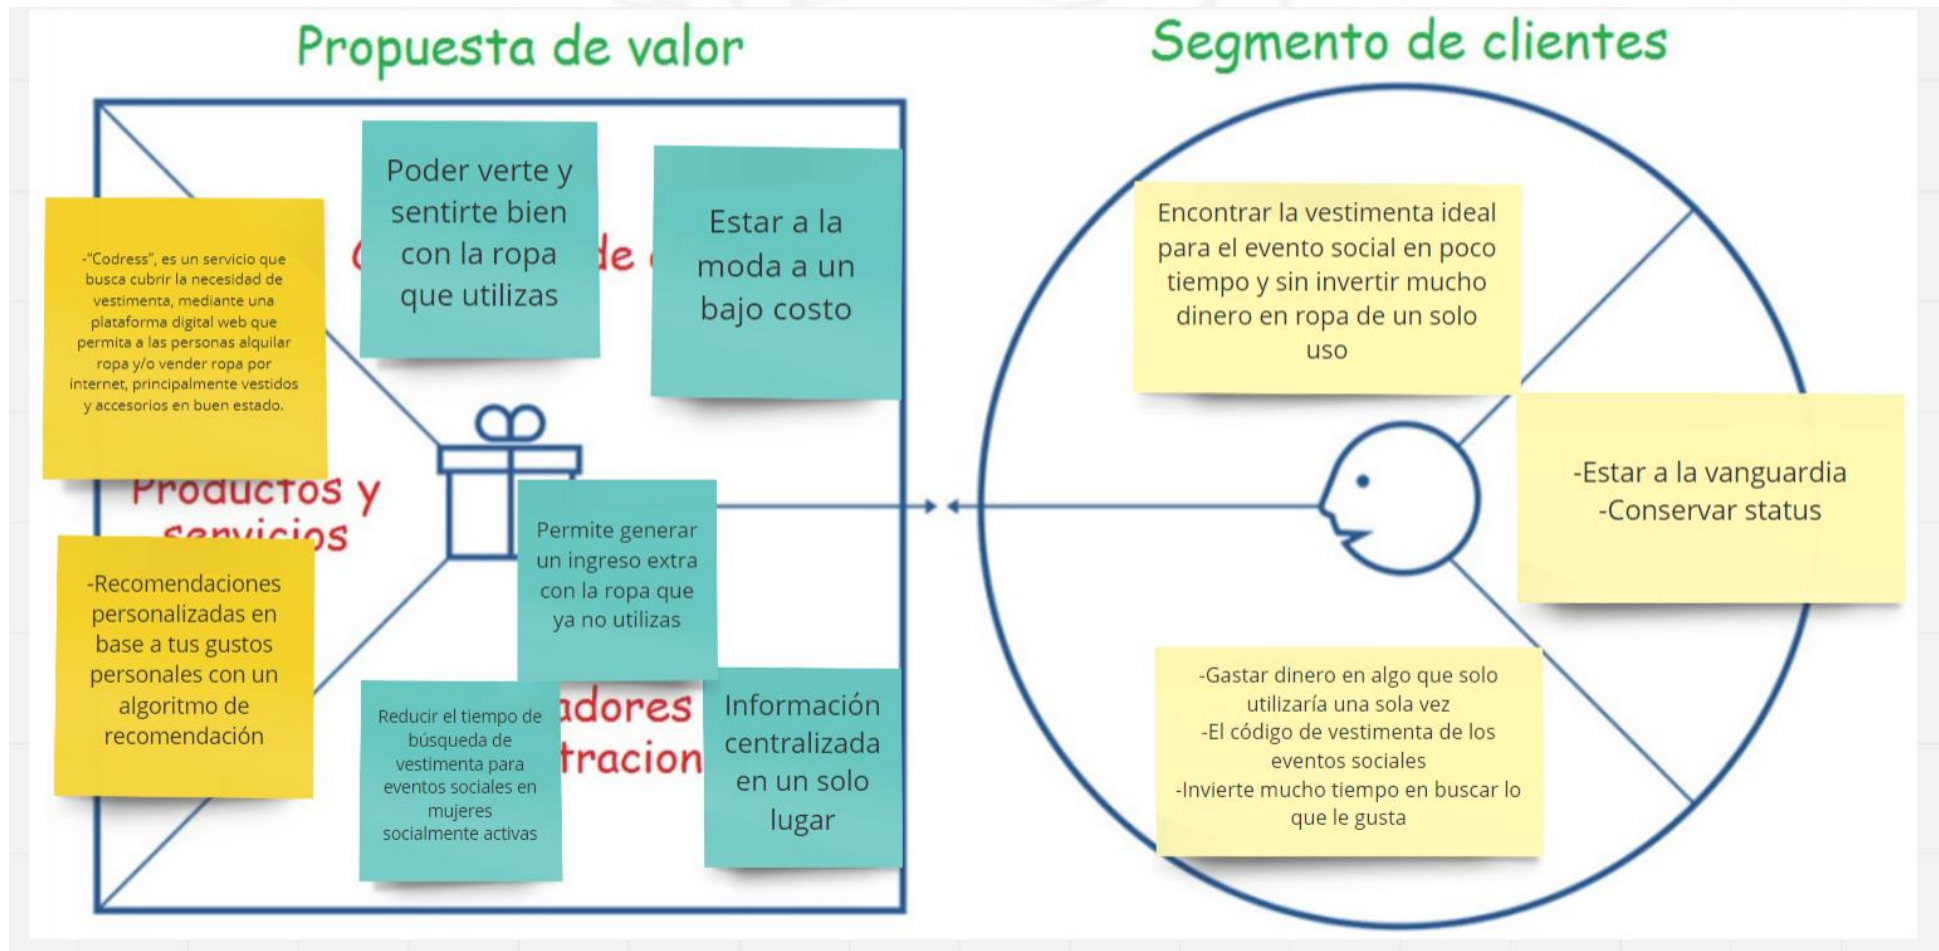 Propuesta de valor
Segmento de clientes
Poder verte y
sentirte bien
con la ropa
que utilizas
de
Estar a la
moda a un
bajo costo
-"Codress", es un servicio que
busca cubrir la necesidad de
vestimenta, mediante una
plataforma digital web que
permita a las personas alquilar
ropa y/o vender ropa por
internet, principalmente vestidos
y accesorios en buen estado.
Productos y
servicios
-Recomendaciones
personalizadas en
base a tus gustos
personales con un
algoritmo de
recomendación
Permite generar
un ingreso extra
con la ropa que
ya no utilizas
Reducir el tiempo de
búsqueda de
vestimenta para
eventos sociales en
mujeres
socialmente activas
adores
tracion
Información
centralizada
en un solo
lugar
Encontrar la vestimenta ideal
para el evento social en poco
tiempo y sin invertir mucho
dinero en ropa de un solo
uso
-Estar a la vanguardia
-Conservar status
-Gastar dinero en algo que solo
utilizaría una sola vez
-El código de vestimenta de los
eventos sociales
-Invierte mucho tiempo en buscar lo
que le gusta